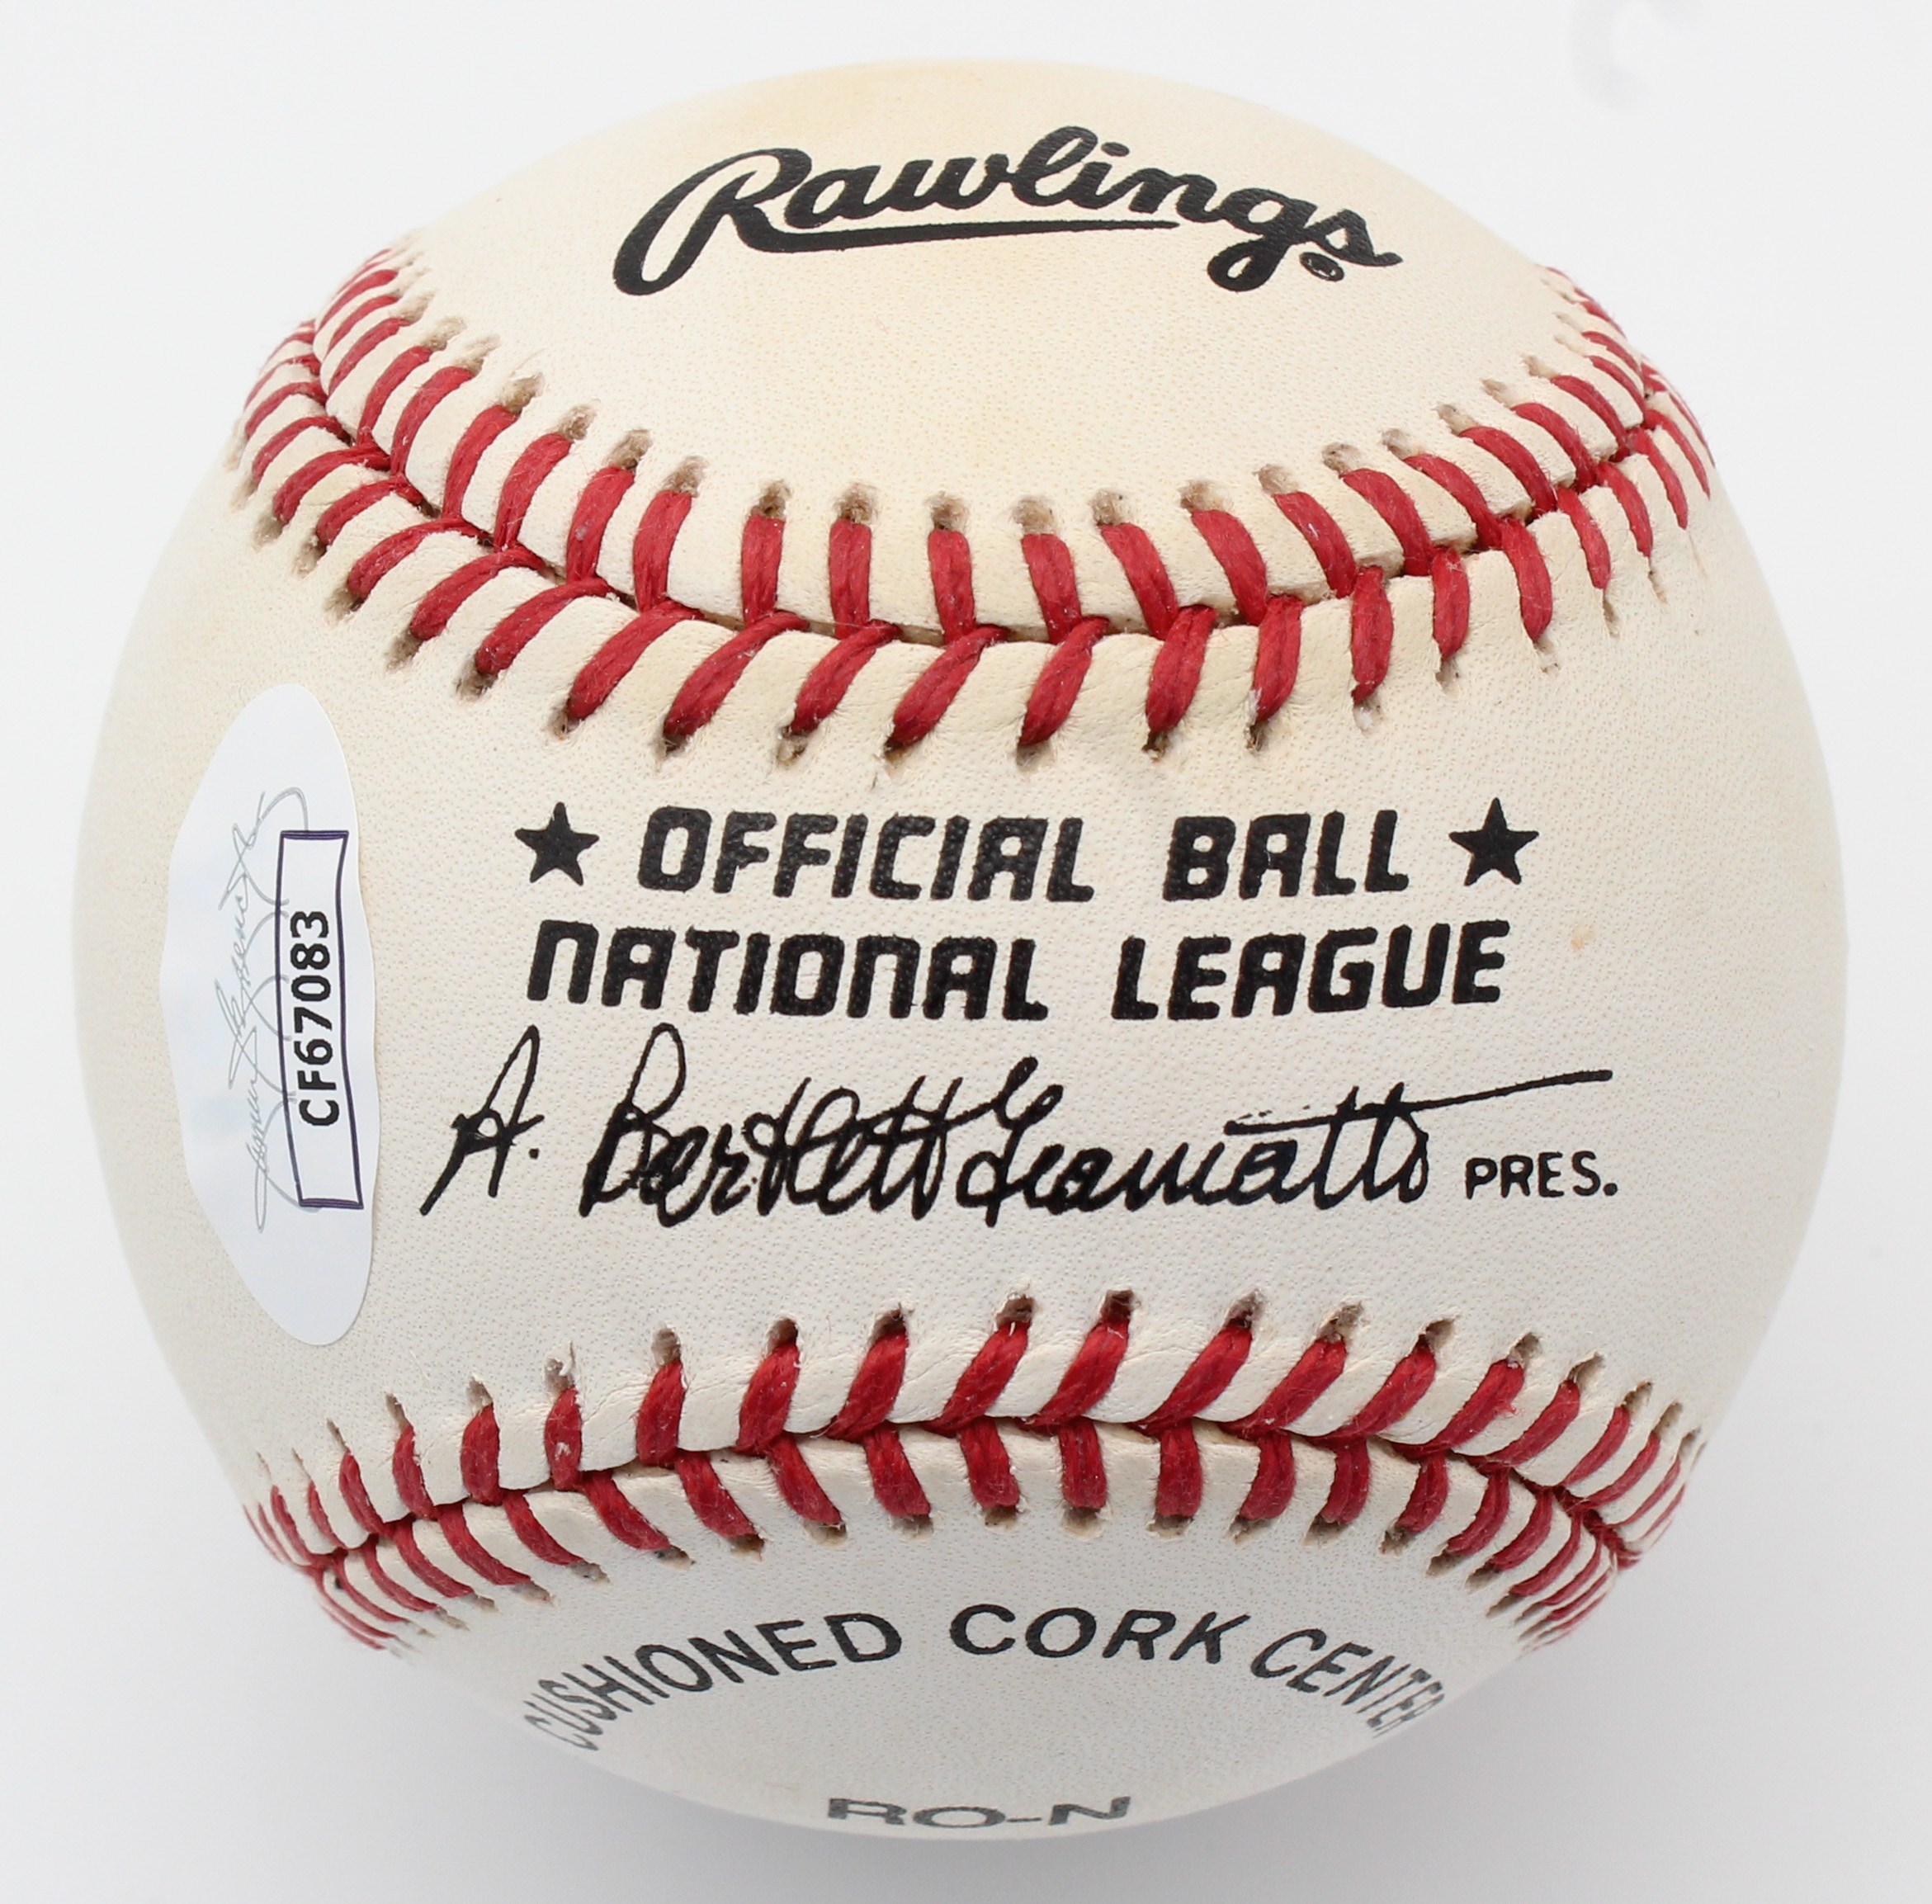 Rawlings
★ OFFICIAL BALL ★
NATIONAL LEAGUE
A. Bartlett Giamatti PRES.
CF67083
CUSHIONED CORK CENTER
RO-N